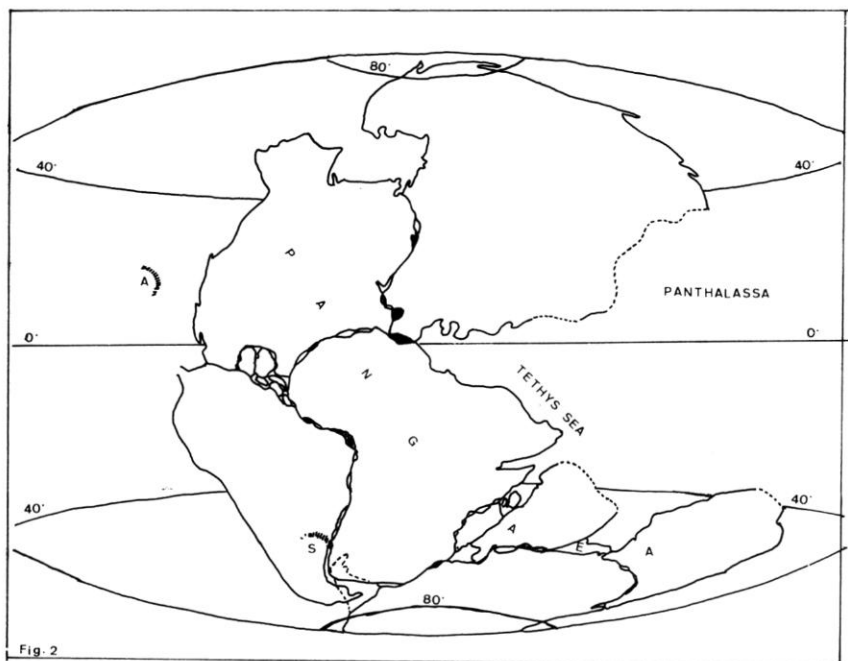 80·
40·
40·
P
A
A
PANTHALASSA
0·
0·
N
TETHYS SEA
G
40·
40·
A
S
E
A
80·
Fig. 2